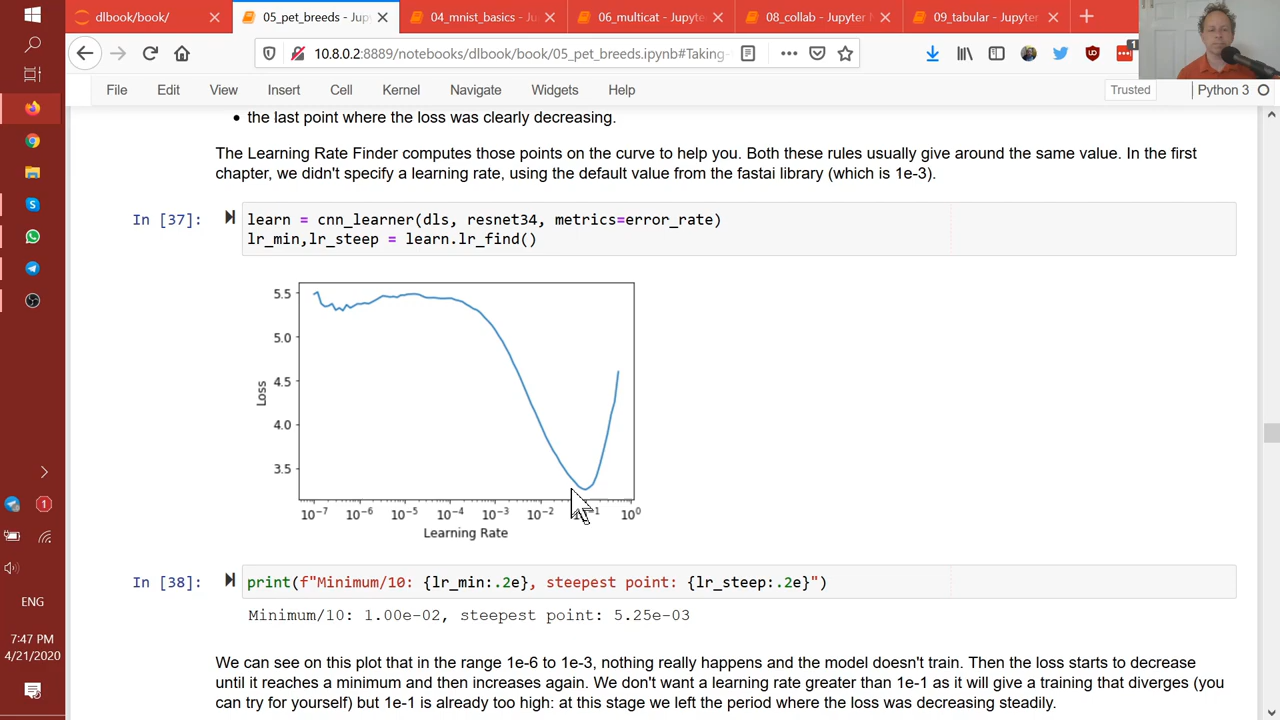 dlbook/book/
05_pet_breeds - Jup
04_mnist_basics - Jup
06_multicat - Jupyte
08_collab - Jupyter N
09_tabular - Jupyter
10.8.0.2:8889/notebooks/dlbook/book/05_pet_breeds.ipynb#Taking-
1
File Edit View Insert Cell Kernel Navigate Widgets Help
Trusted
Python 3
• the last point where the loss was clearly decreasing.
The Learning Rate Finder computes those points on the curve to help you. Both these rules usually give around the same value. In the first
chapter, we didn't specify a learning rate, using the default value from the fastai library (which is 1e-3).
In [37]:
learn = cnn_learner(dls, resnet34, metrics=error_rate)
lr_min,lr_steep = learn.lr_find()
5.5
5.0
4.5
4.0
3.5
Loss
10⁻⁷ 10⁻⁶ 10⁻⁵ 10⁻⁴ 10⁻³ 10⁻² 10⁰
Learning Rate
In [38]:
print(f"Minimum/10: {lr_min:.2e}, steepest point: {lr_steep:.2e}")
Minimum/10: 1.00e-02, steepest point: 5.25e-03
We can see on this plot that in the range 1e-6 to 1e-3, nothing really happens and the model doesn't train. Then the loss starts to decrease
until it reaches a minimum and then increases again. We don't want a learning rate greater than 1e-1 as it will give a training that diverges (you
can try for yourself) but 1e-1 is already too high: at this stage we left the period where the loss was decreasing steadily.
1
ENG
7:47 PM
4/21/2020